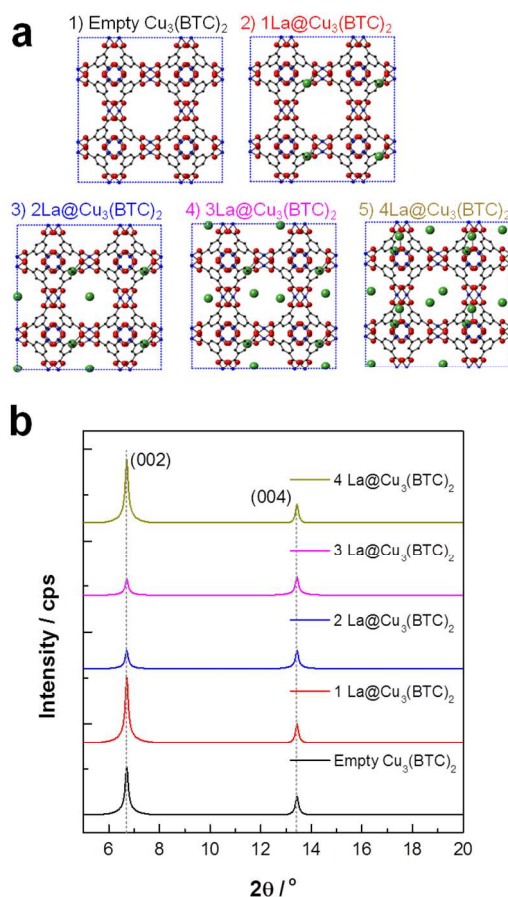 a
1) Empty Cu₃(BTC)₂
2) 1La@Cu₃(BTC)₂
3) 2La@Cu₃(BTC)₂
4) 3La@Cu₃(BTC)₂
5) 4La@Cu₃(BTC)₂
b
(002)
(004)
4 La@Cu₃(BTC)₂
3 La@Cu₃(BTC)₂
2 La@Cu₃(BTC)₂
1 La@Cu₃(BTC)₂
Empty Cu₃(BTC)₂
Intensity / cps
6 8 10 12 14 16 18 20
2θ / °